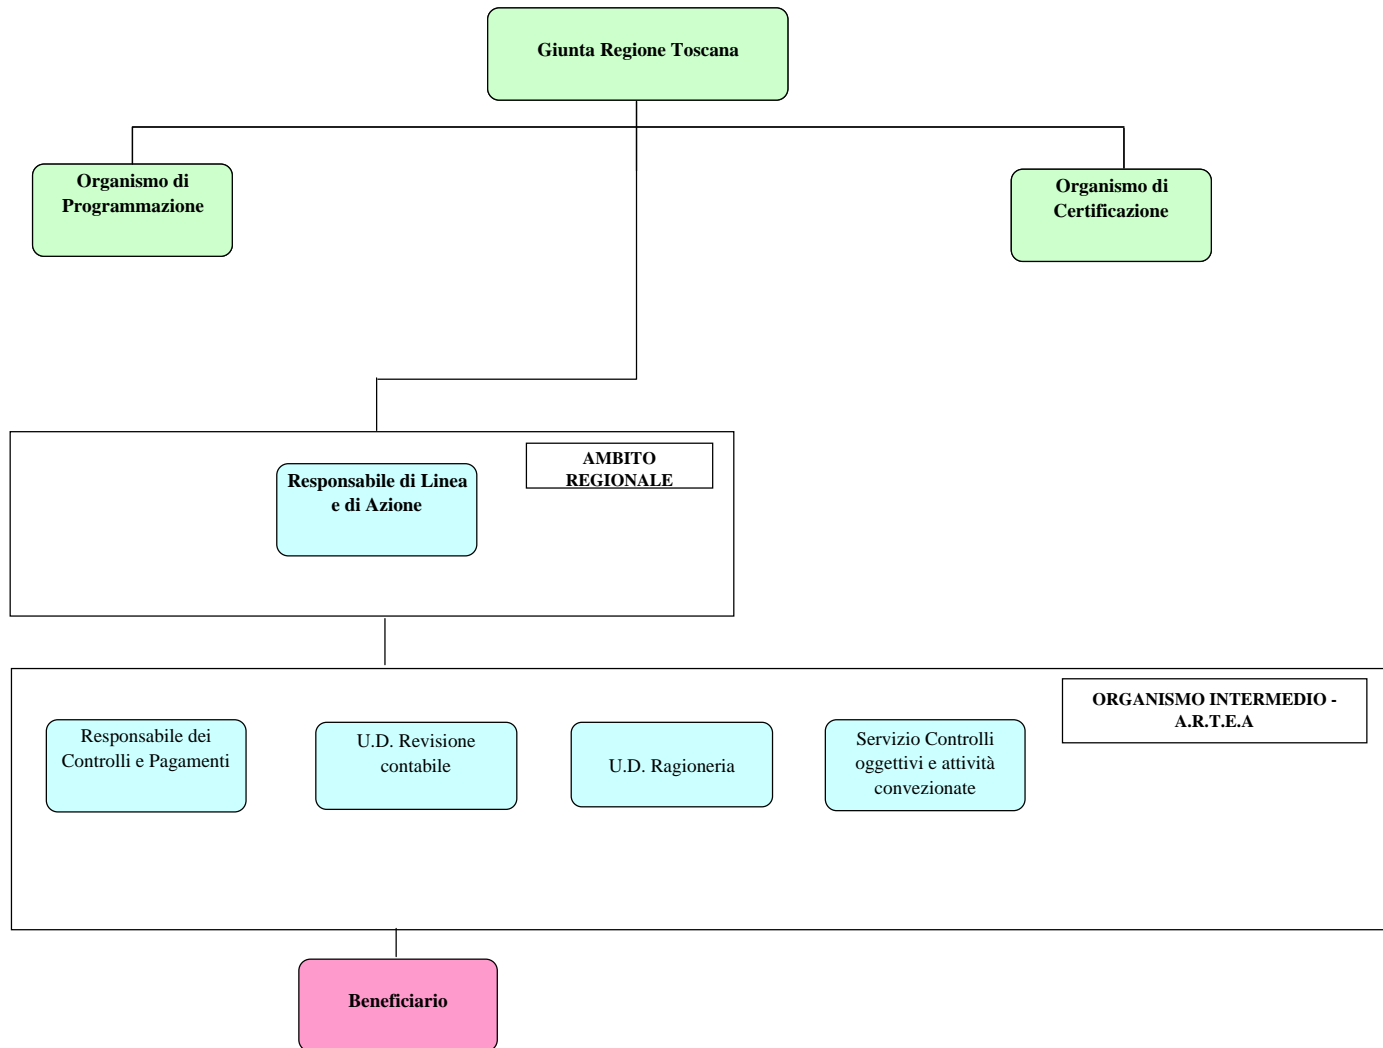 Giunta Regione Toscana
Organismo di
Programmazione
Organismo di
Certificazione
AMBITO
REGIONALE
Responsabile di Linea
e di Azione
ORGANISMO INTERMEDIO -
A.R.T.E.A
Responsabile dei
Controlli e Pagamenti
U.D. Revisione
contabile
U.D. Ragioneria
Servizio Controlli
oggettivi e attività
convezionate
Beneficiario